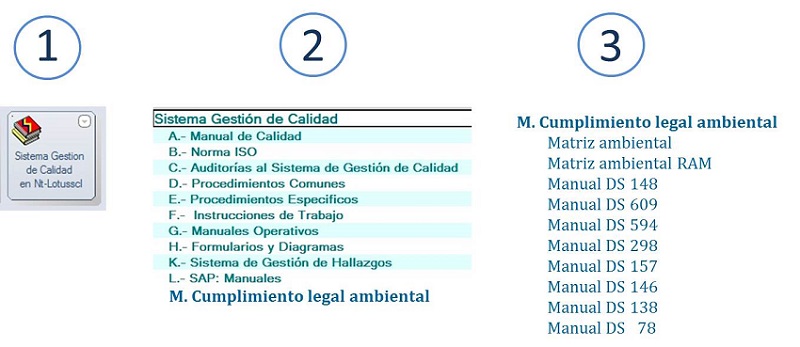 1
2
3
Sistema Gestion
de Calidad
en Nt-Lotusscl
Sistema Gestión de Calidad
A.- Manual de Calidad
B.- Norma ISO
C.- Auditorías al Sistema de Gestión de Calidad
D.- Procedimientos Comunes
E.- Procedimientos Especificos
F.- Instrucciones de Trabajo
G.- Manuales Operativos
H.- Formularios y Diagramas
K.- Sistema de Gestión de Hallazgos
L.- SAP: Manuales
M. Cumplimiento legal ambiental
M. Cumplimiento legal ambiental
Matriz ambiental
Matriz ambiental RAM
Manual DS 148
Manual DS 609
Manual DS 594
Manual DS 298
Manual DS 157
Manual DS 146
Manual DS 138
Manual DS 78